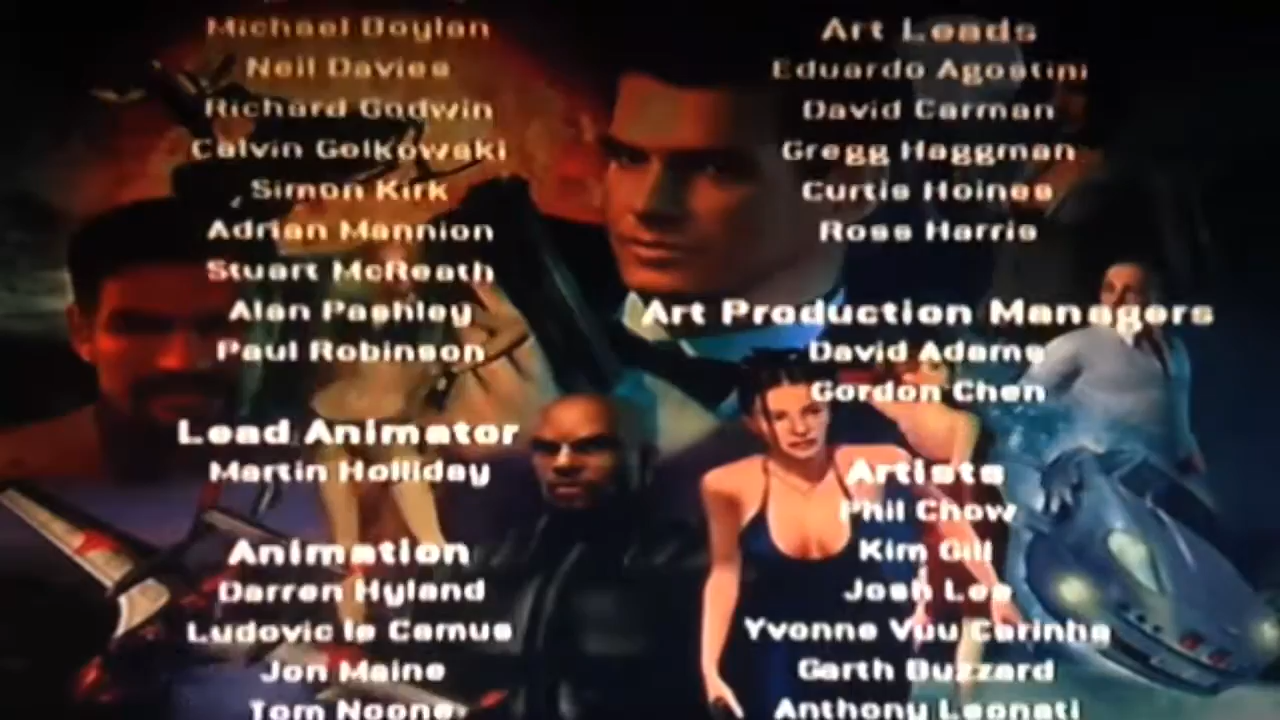 Michael Boylan
Neil Davies
Richard Godwin
Calvin Golkowski
Simon Kirk
Adrian Mannion
Stuart McReath
Alan Pashley
Paul Robinson
Lead Animator
Martin Holliday
Animation
Darren Hyland
Ludovic le Camus
Jon Maine
Tom Noone
Art Leads
Eduardo Agostini
David Carman
Gregg Haggman
Curtis Hoines
Ross Harris
Art Production Managers
David Adams
Gordon Chen
Artists
Phil Chow
Kim Gill
Josh Lee
Yvonne Vuu Carinha
Garth Buzzard
Anthony Leonati